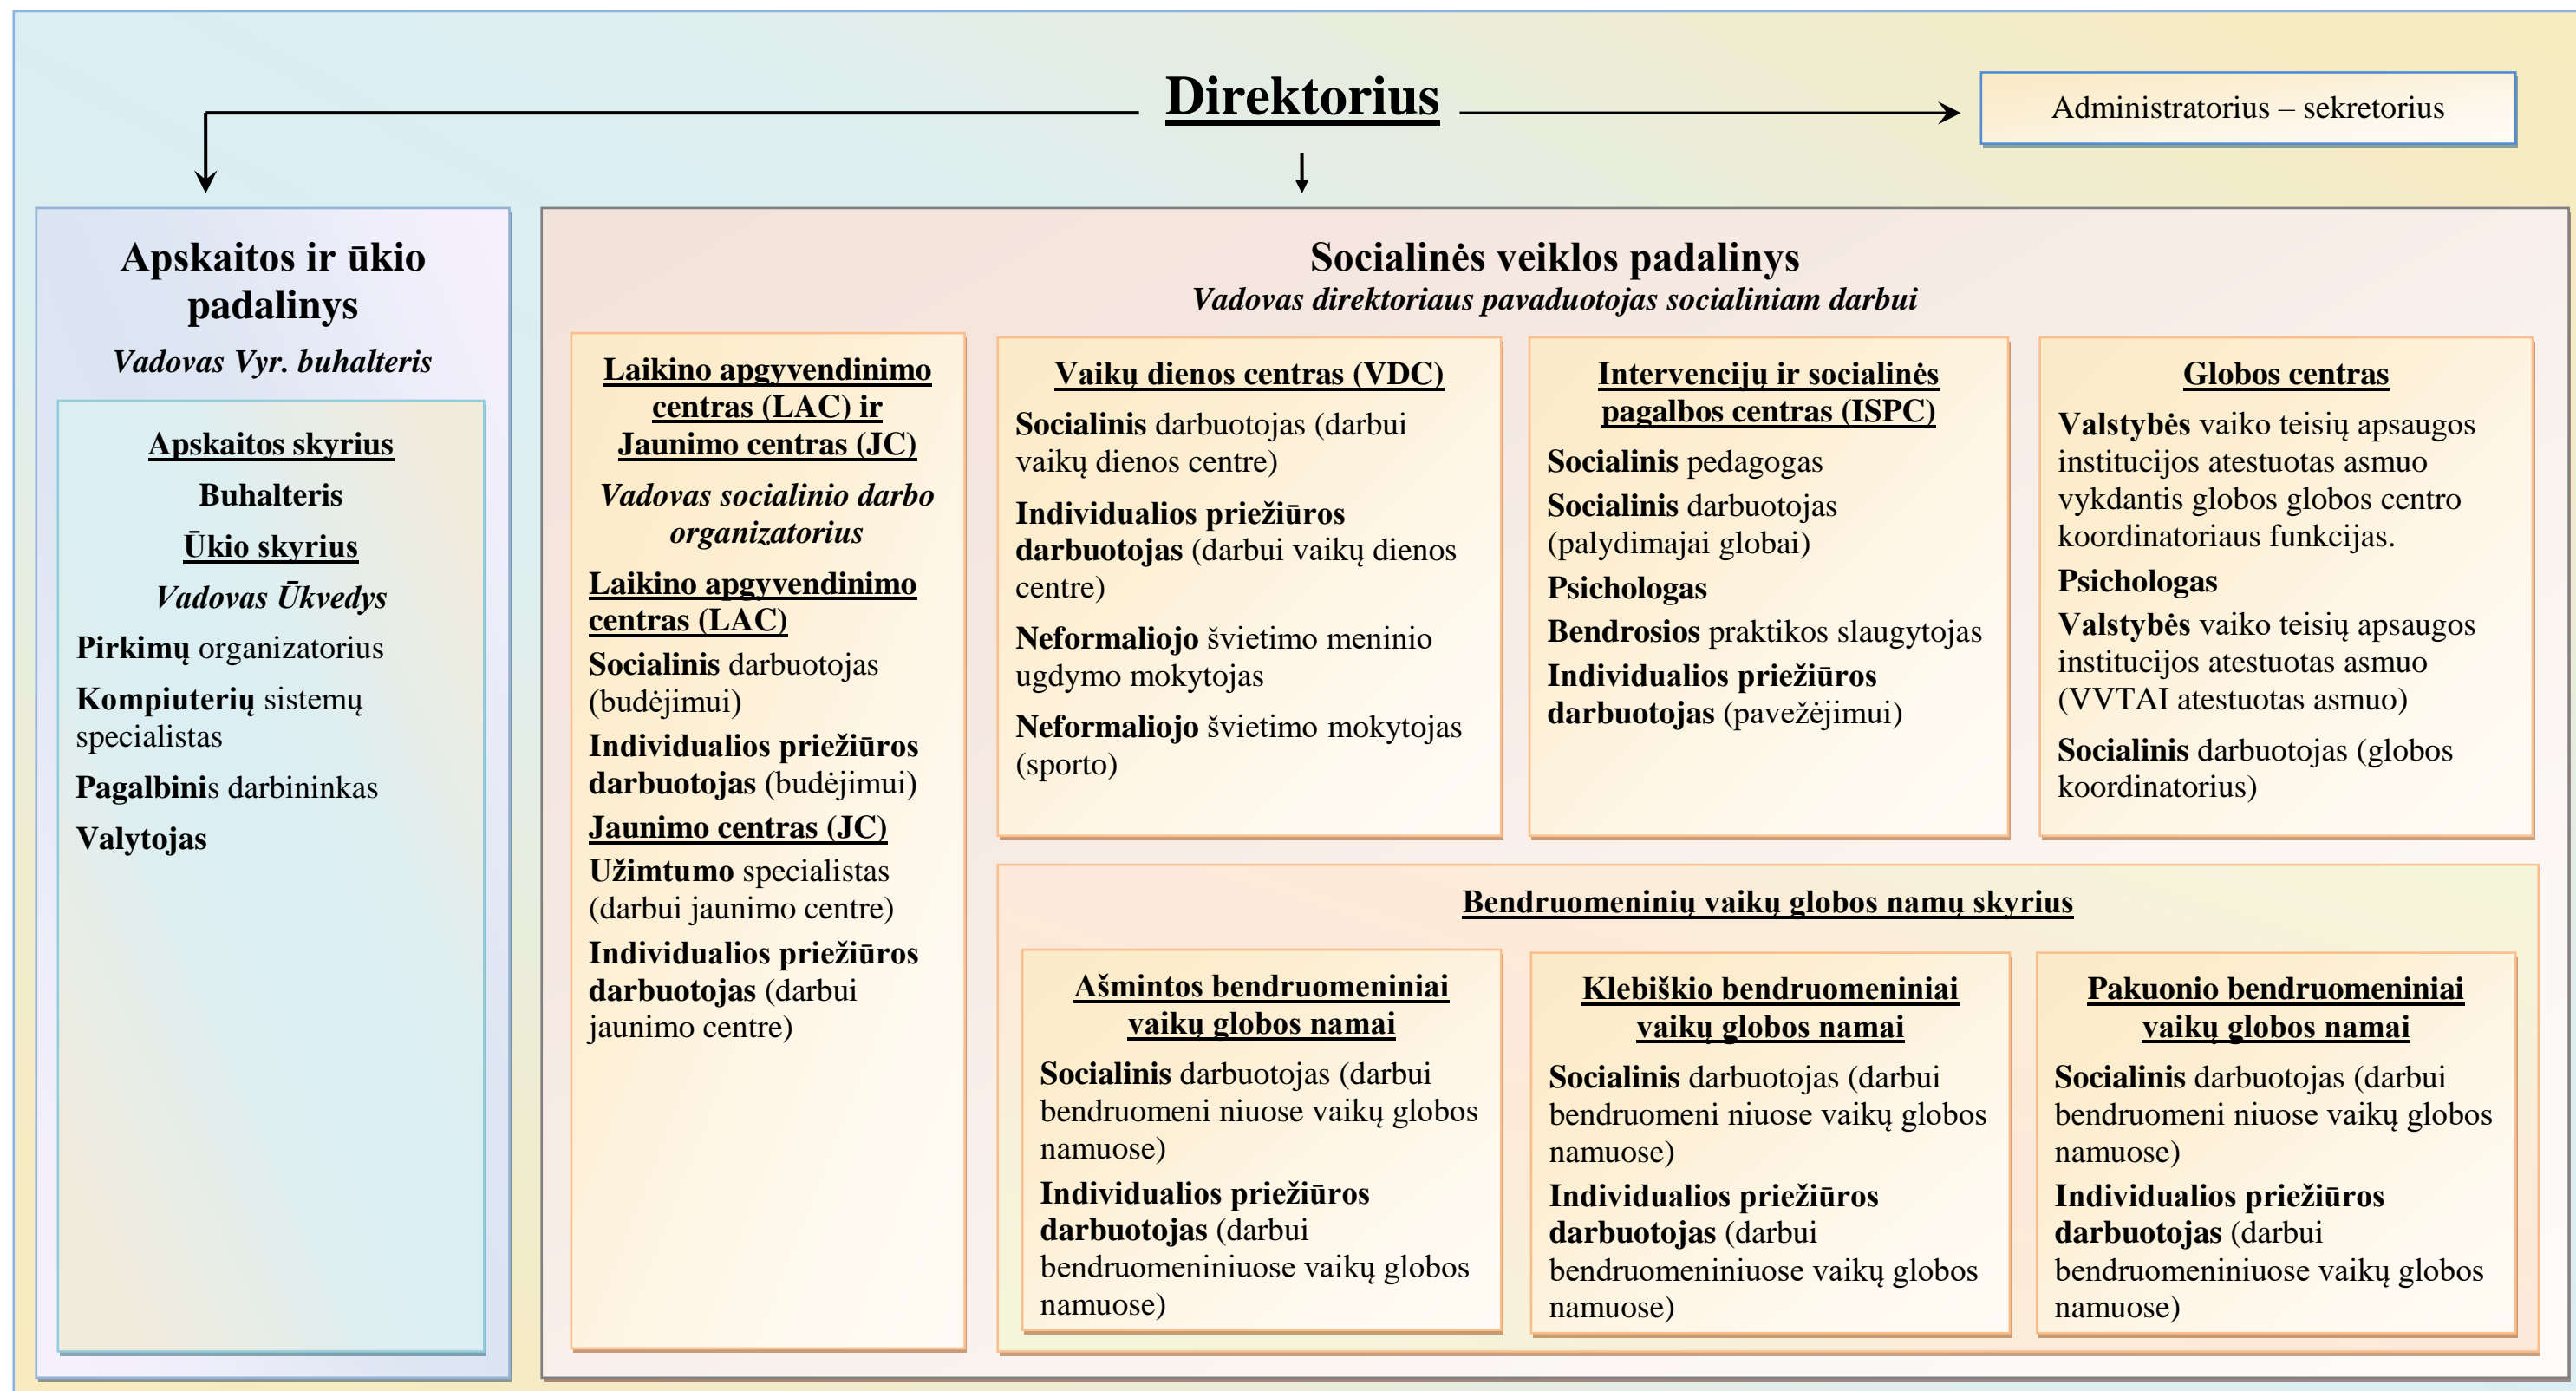 Direktorius
Administratorius – sekretorius
Apskaitos ir ūkio
padalinys
Vadovas Vyr. buhalteris
Apskaitos skyrius
Buhalteris
Ūkio skyrius
Vadovas Ūkvedys
Pirkimų organizatorius
Kompiuterių sistemų
specialistas
Pagalbinis darbininkas
Valytojas
Socialinės veiklos padalinys
Vadovas direktoriaus pavaduotojas socialiniam darbui
Laikino apgyvendinimo
centras (LAC) ir
Jaunimo centras (JC)
Vadovas socialinio darbo
organizatorius
Laikino apgyvendinimo
centras (LAC)
Socialinis darbuotojas
(budėjimui)
Individualios priežiūros
darbuotojas (budėjimui)
Jaunimo centras (JC)
Užimtumo specialistas
(darbui jaunimo centre)
Individualios priežiūros
darbuotojas (darbui
jaunimo centre)
Vaikų dienos centras (VDC)
Socialinis darbuotojas (darbui
vaikų dienos centre)
Individualios priežiūros
darbuotojas (darbui vaikų dienos
centre)
Neformaliojo švietimo meninio
ugdymo mokytojas
Neformaliojo švietimo mokytojas
(sporto)
Intervencijų ir socialinės
pagalbos centras (ISPC)
Socialinis pedagogas
Socialinis darbuotojas
(palydimajai globai)
Psichologas
Bendrosios praktikos slaugytojas
Individualios priežiūros
darbuotojas (pavežėjimui)
Globos centras
Valstybės vaiko teisių apsaugos
institucijos atestuotas asmuo
vykdantis globos globos centro
koordinatoriaus funkcijas.
Psichologas
Valstybės vaiko teisių apsaugos
institucijos atestuotas asmuo
(VVTAI atestuotas asmuo)
Socialinis darbuotojas (globos
koordinatorius)
Bendruomeninių vaikų globos namų skyrius
Ašmintos bendruomeniniai
vaikų globos namai
Socialinis darbuotojas (darbui
bendruomeni niuose vaikų globos
namuose)
Individualios priežiūros
darbuotojas (darbui
bendruomeniniuose vaikų globos
namuose)
Klebiškio bendruomeniniai
vaikų globos namai
Socialinis darbuotojas (darbui
bendruomeni niuose vaikų globos
namuose)
Individualios priežiūros
darbuotojas (darbui
bendruomeniniuose vaikų globos
namuose)
Pakuonio bendruomeniniai
vaikų globos namai
Socialinis darbuotojas (darbui
bendruomeni niuose vaikų globos
namuose)
Individualios priežiūros
darbuotojas (darbui
bendruomeniniuose vaikų globos
namuose)